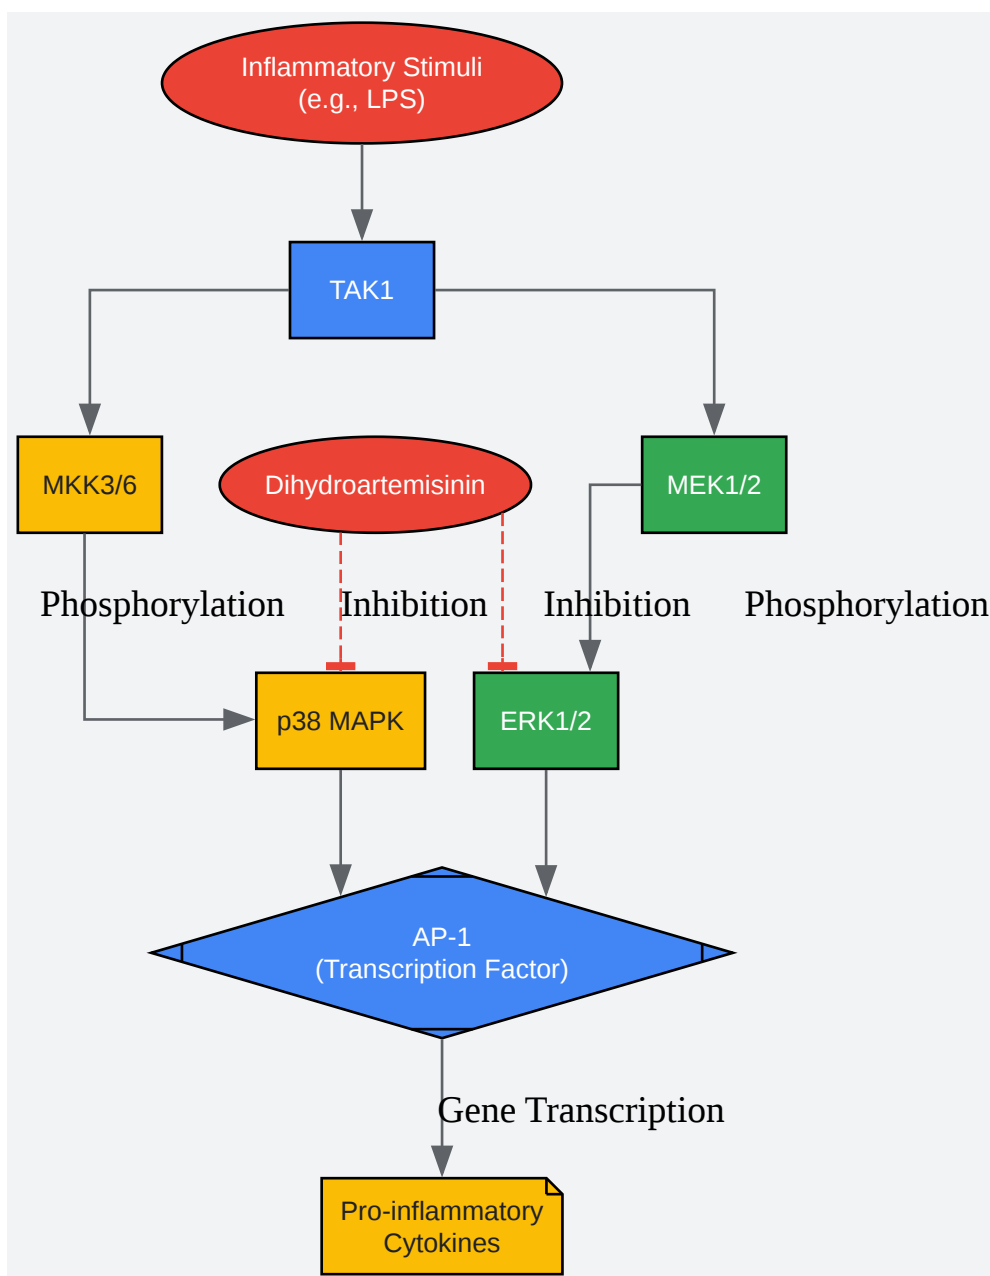 Inflammatory Stimuli
(e.g., LPS)
TAK1
MKK3/6
Dihydroartemisinin
MEK1/2
Phosphorylation
Inhibition
Inhibition
Phosphorylation
p38 MAPK
ERK1/2
AP-1
(Transcription Factor)
Gene Transcription
Pro-inflammatory
Cytokines